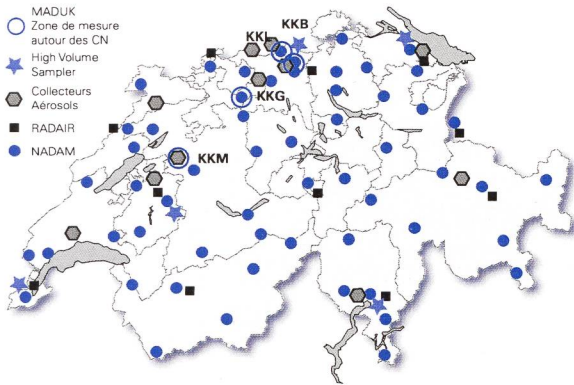 MADUK
Zone de mesure
autour des CN
High Volume
Sampler
Collecteurs
Aérosols
RADAIR
NADAM
KKB
KKL
KKG
KKM